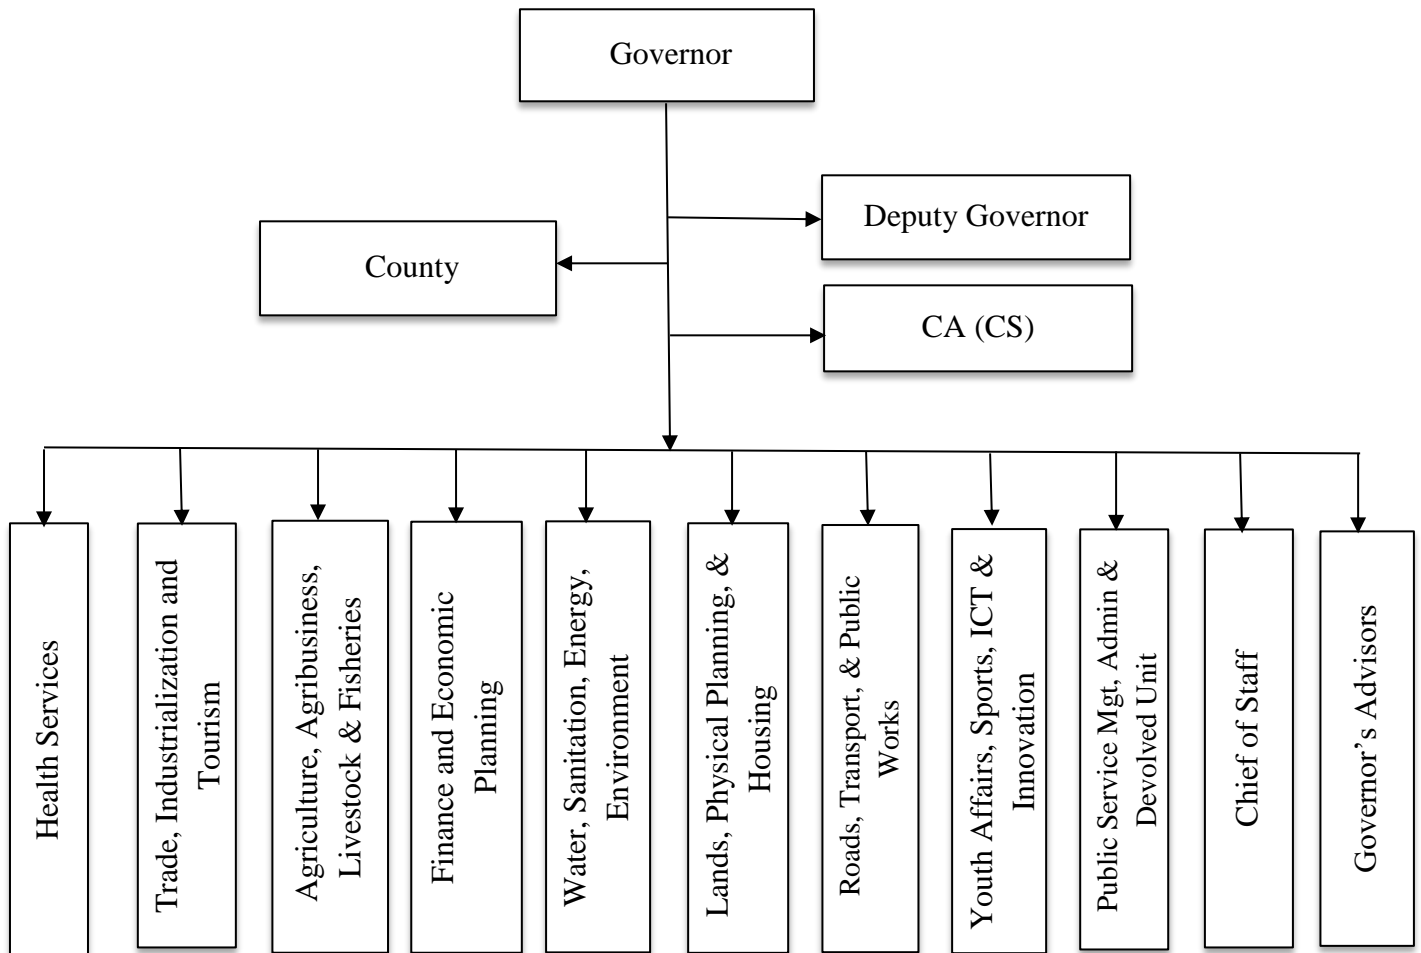 Governor
Deputy Governor
County
CA (CS)
Health Services
Trade, Industrialization and
Tourism
Agriculture, Agribusiness,
Livestock & Fisheries
Finance and Economic
Planning
Water, Sanitation, Energy,
Environment
Lands, Physical Planning, &
Housing
Roads, Transport, & Public
Works
Youth Affairs, Sports, ICT &
Innovation
Public Service Mgt, Admin &
Devolved Unit
Chief of Staff
Governor’s Advisors